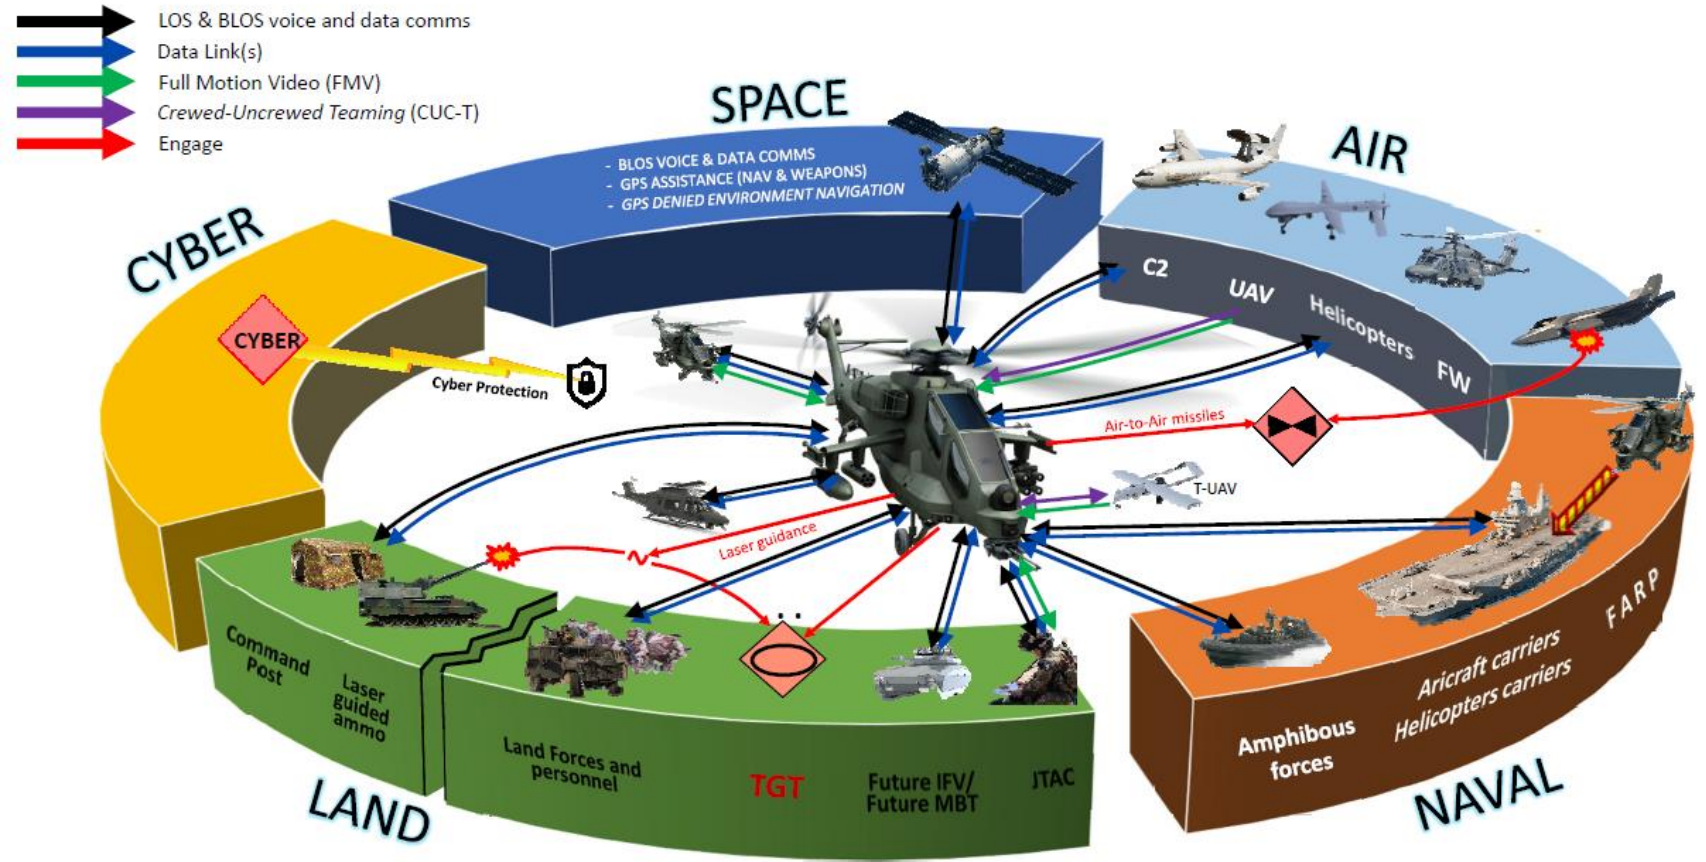 LOS & BLOS voice and data comms
Data Link(s)
Full Motion Video (FMV)
Crewed-Uncrewed Teaming (CUC-T)
Engage
SPACE
- BLOS VOICE & DATA COMMS
- GPS ASSISTANCE (NAV & WEAPONS)
- GPS DENIED ENVIRONMENT NAVIGATION
AIR
C2
UAV
Helicopters
FW
CYBER
CYBER
Cyber Protection
Air-to-Air missiles
T-UAV
Laser guidance
Command
Post
Laser
guided
ammo
Land Forces and
personnel
TGT
Future IFV/
Future MBT
JTAC
LAND
Amphibous
forces
Aricraft carriers
Helicopters carriers
FARP
NAVAL